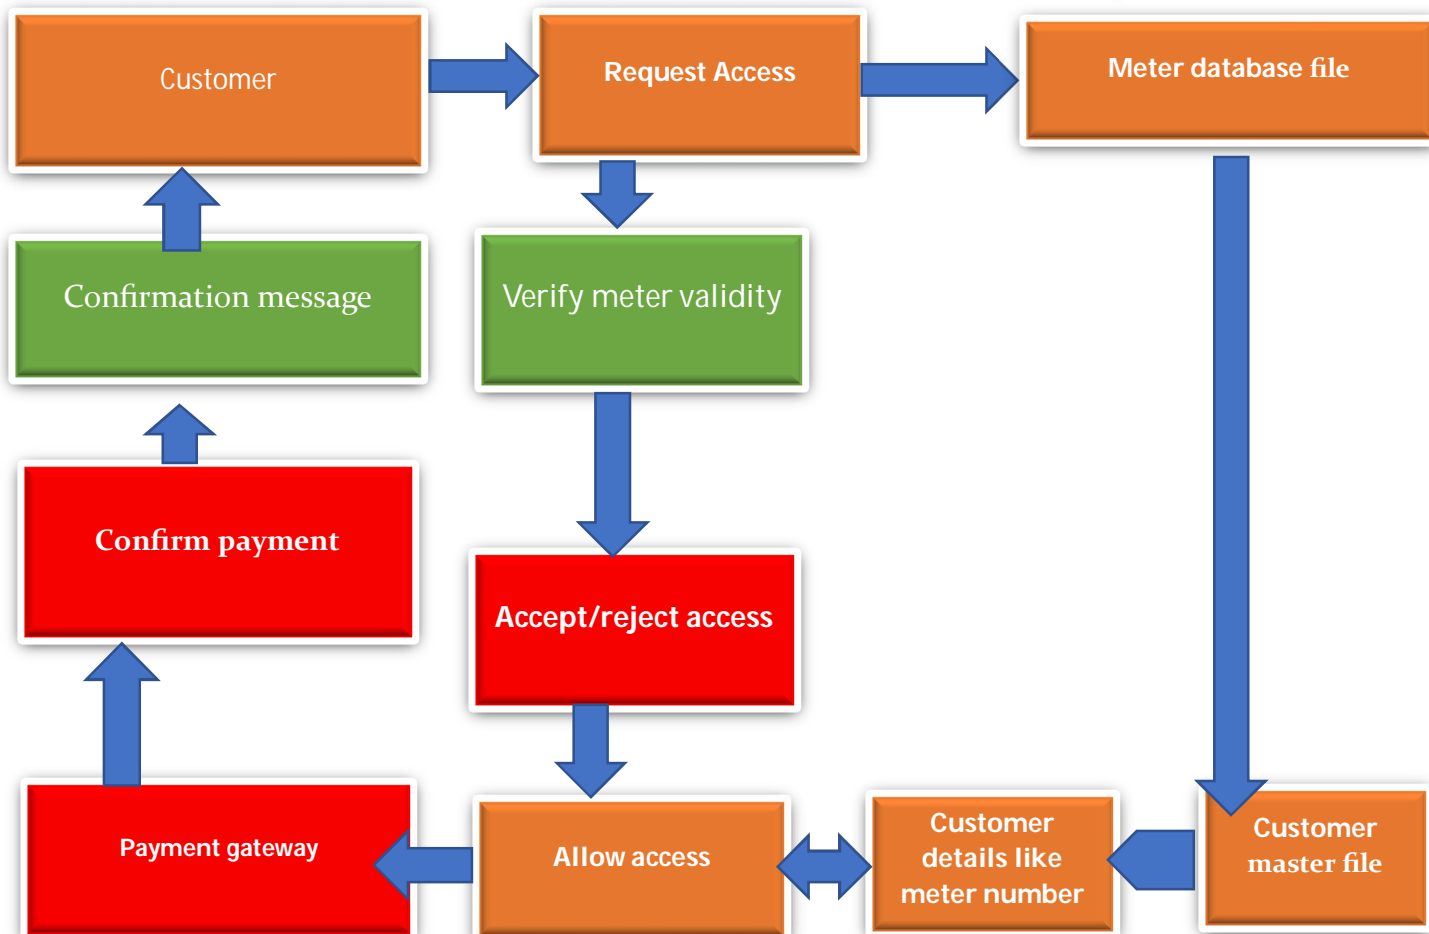 Customer
Request Access
Meter database file
Confirmation message
Verify meter validity
Confirm payment
Accept/reject access
Payment gateway
Allow access
Customer
details like
meter number
Customer
master file